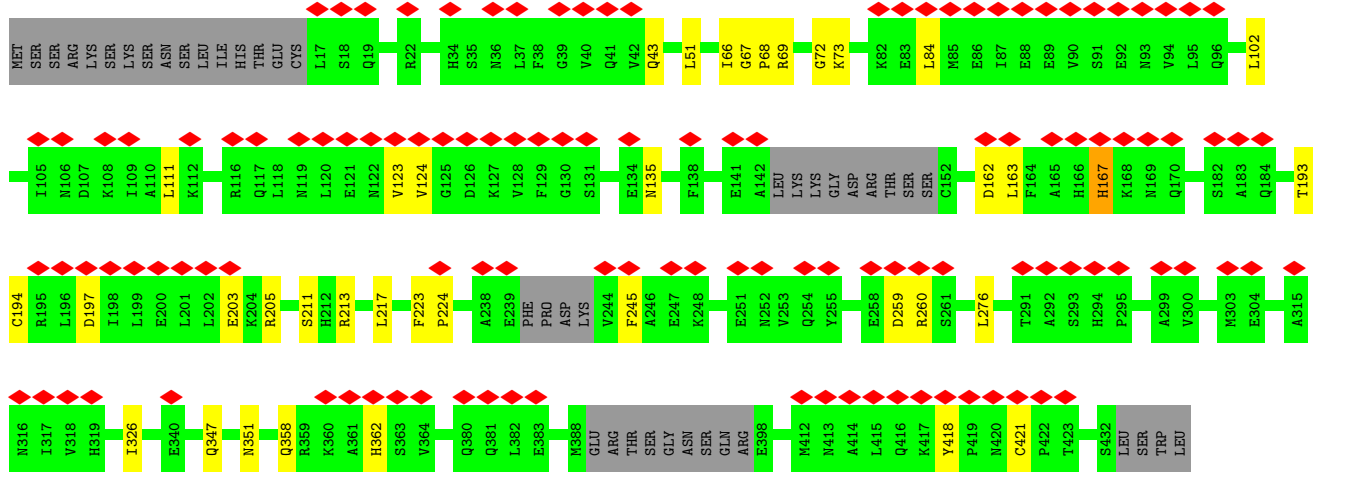 MET SER SER ARG LYS SER LYS SER ASN SER LEU ILE HIS THR GLU CYS L17 S18 Q19 R22 H34 S35 N36 L37 F38 G39 V40 Q41 V42 Q43 L51 I66 G67 P68 R69 G72 K73 K82 E83 L84 M85 E86 I87 E88 E89 V90 S91 E92 N93 V94 L95 Q96 L102
I105 N106 D107 K108 I109 A110 L111 K112 R116 Q117 L118 N119 L120 E121 N122 V123 V124 G125 D126 K127 V128 F129 G130 S131 E134 N135 F138 E141 A142 LEU LYS LYS GLY ASP ARG THR SER SER C152 D162 L163 F164 A165 H166 H167 K168 N169 Q170 S182 A183 Q184 T193
C194 R195 L196 D197 I198 L199 E200 L201 L202 E203 K204 R205 S211 H212 R213 L217 F223 P224 A238 E239 PHE PRO ASP LYS V244 F245 A246 E247 K248 E251 N252 V253 Q254 Y255 E258 D259 R260 S261 L276 T291 A292 S293 H294 P295 A299 V300 M303 E304 A315
N316 I317 V318 H319 I326 E340 Q347 N351 Q358 R359 K360 A361 H362 S363 V364 Q380 Q381 L382 E383 M388 GLU ARG THR SER GLY ASN SER GLN ARG E398 M412 N413 A414 L415 Q416 K417 Y418 P419 N420 C421 P422 T423 S432 LEU SER TRP LEU